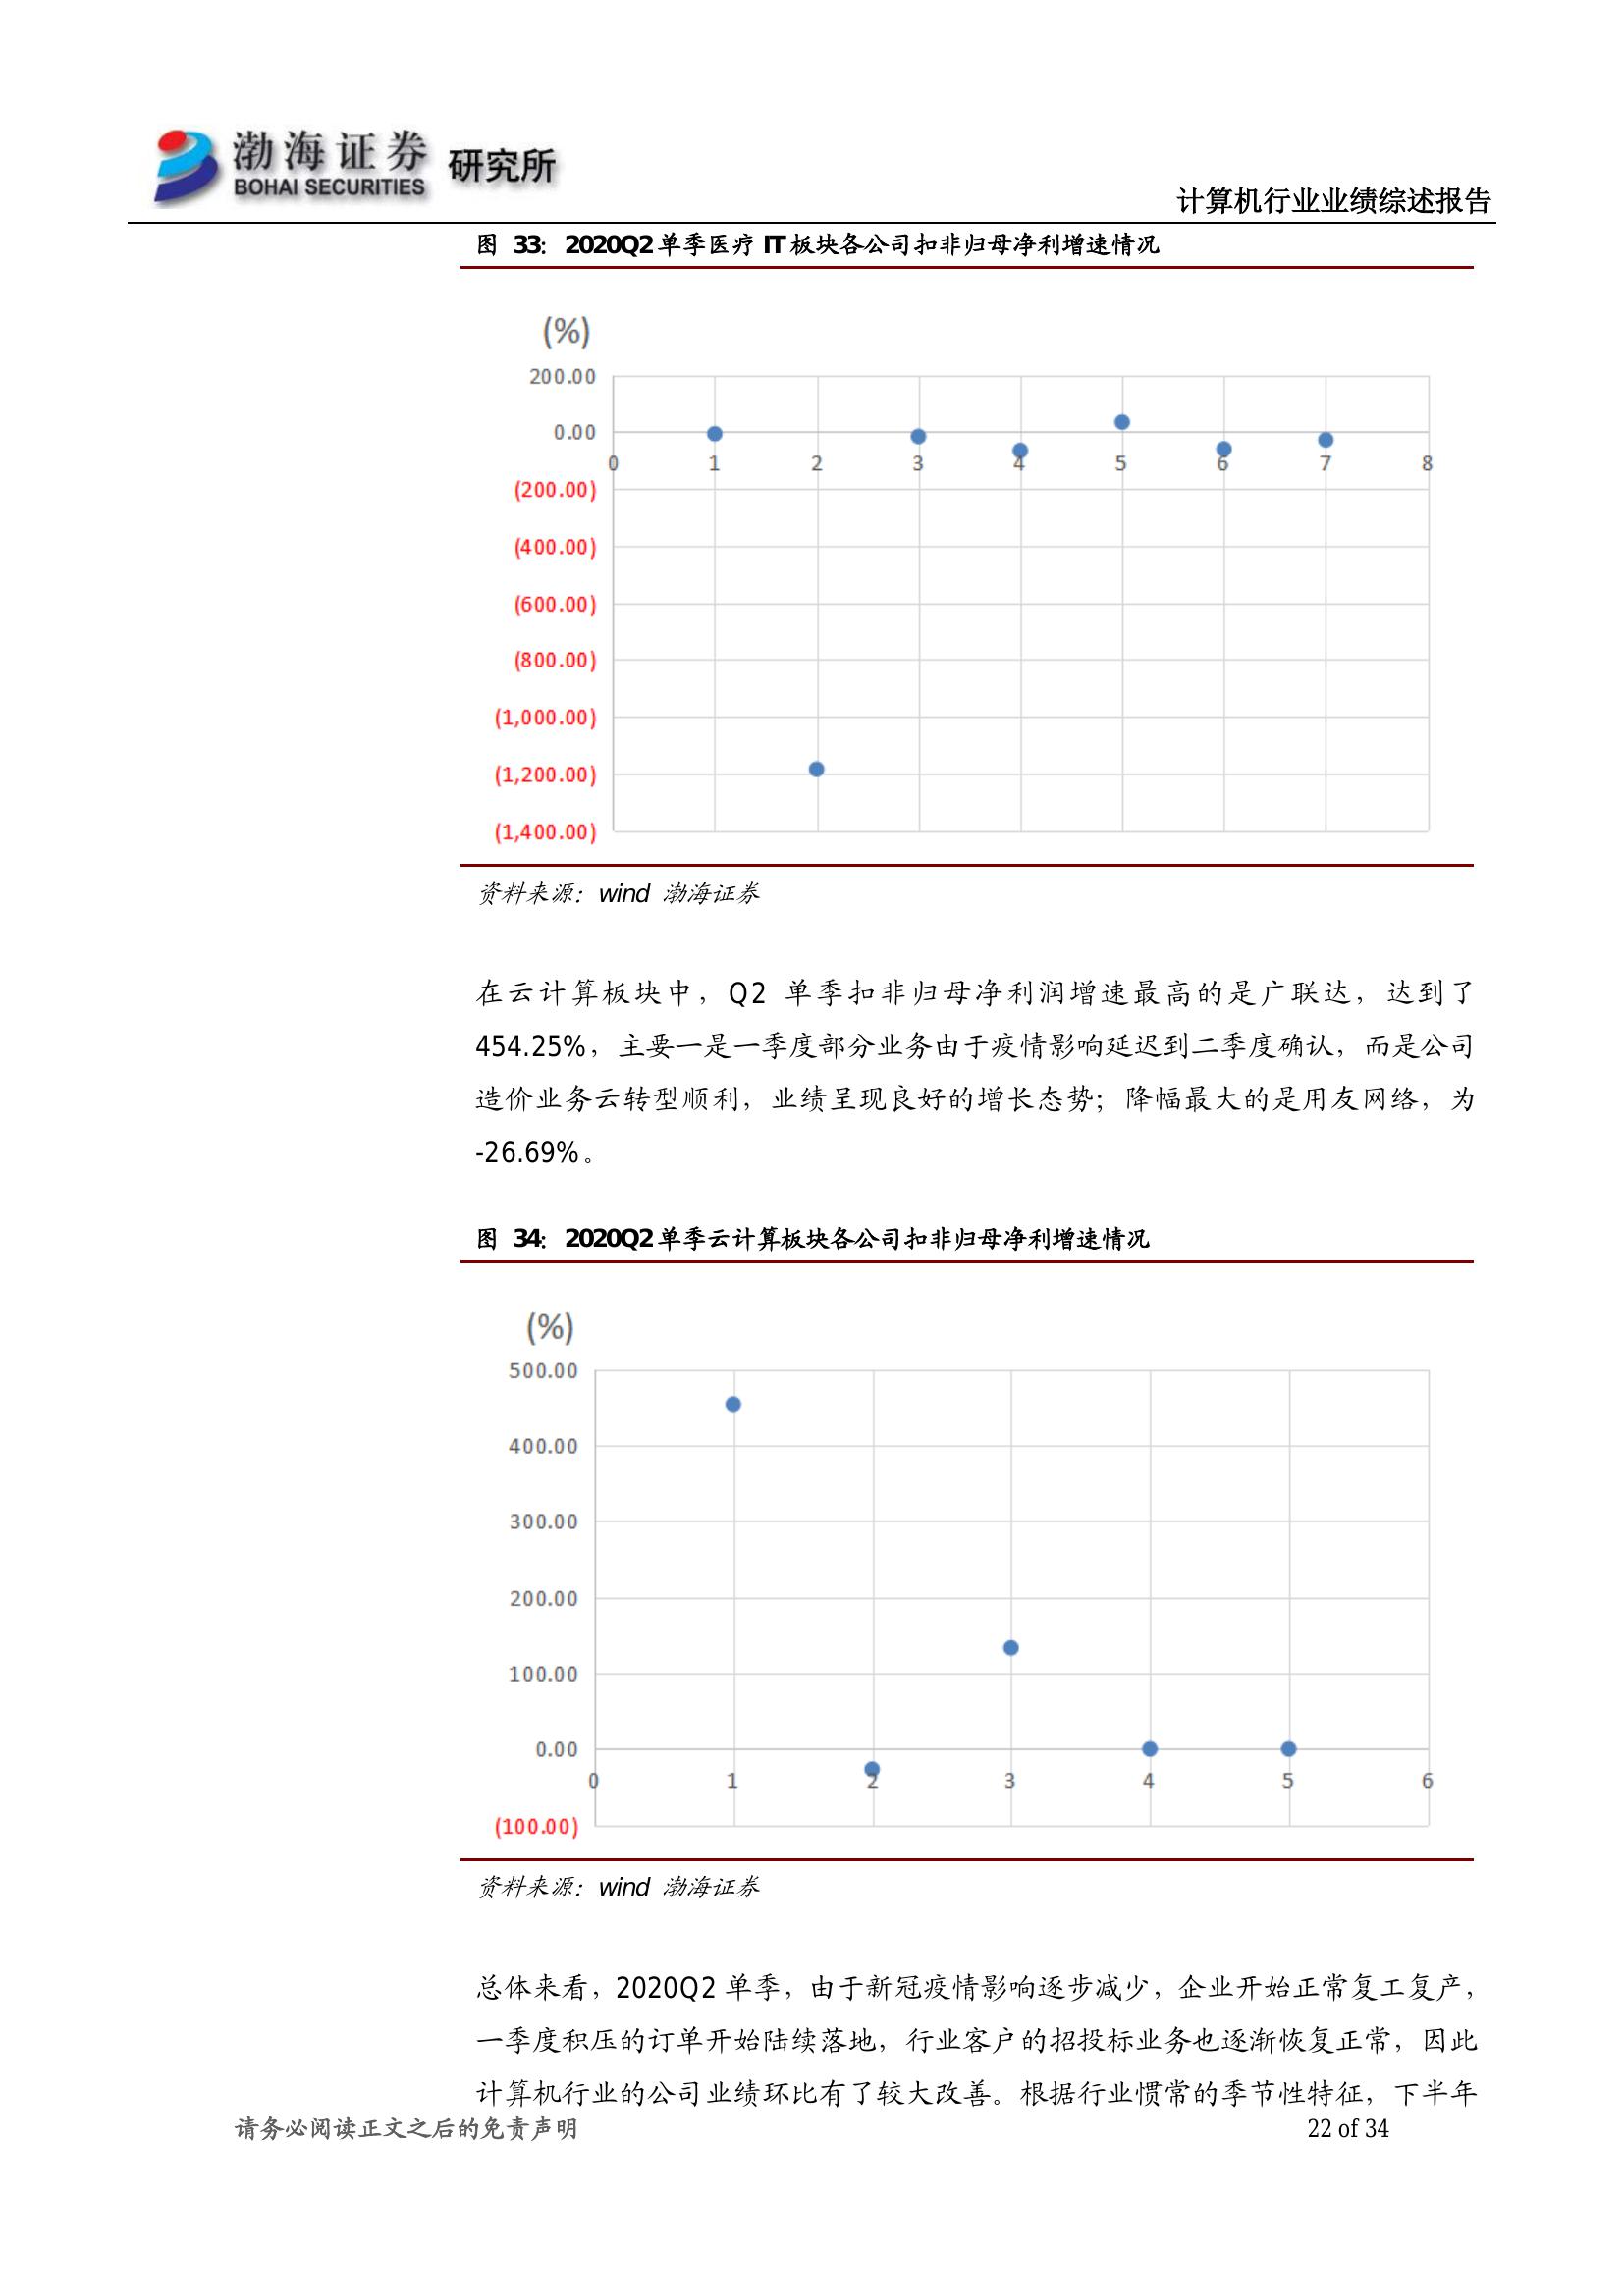 渤海证券 研究所
BOHAI SECURITIES
计算机行业业绩综述报告
图 33: 2020Q2 单季医疗 IT 板块各公司扣非归母净利增速情况
(%)
200.00
0.00
0 1 2 3 4 5 6 7 8
(200.00)
(400.00)
(600.00)
(800.00)
(1,000.00)
(1,200.00)
(1,400.00)
资料来源：wind 渤海证券
在云计算板块中，Q2 单季扣非归母净利润增速最高的是广联达，达到了
454.25%，主要一是一季度部分业务由于疫情影响延迟到二季度确认，而是公司
造价业务云转型顺利，业绩呈现良好的增长态势；降幅最大的是用友网络，为
-26.69%。
图 34: 2020Q2 单季云计算板块各公司扣非归母净利增速情况
(%)
500.00
400.00
300.00
200.00
100.00
0.00
0 1 2 3 4 5 6
(100.00)
资料来源：wind 渤海证券
总体来看，2020Q2 单季，由于新冠疫情影响逐步减少，企业开始正常复工复产，
一季度积压的订单开始陆续落地，行业客户的招投标业务也逐渐恢复正常，因此
计算机行业的公司业绩环比有了较大改善。根据行业惯常的季节性特征，下半年
请务必阅读正文之后的免责声明 22 of 34